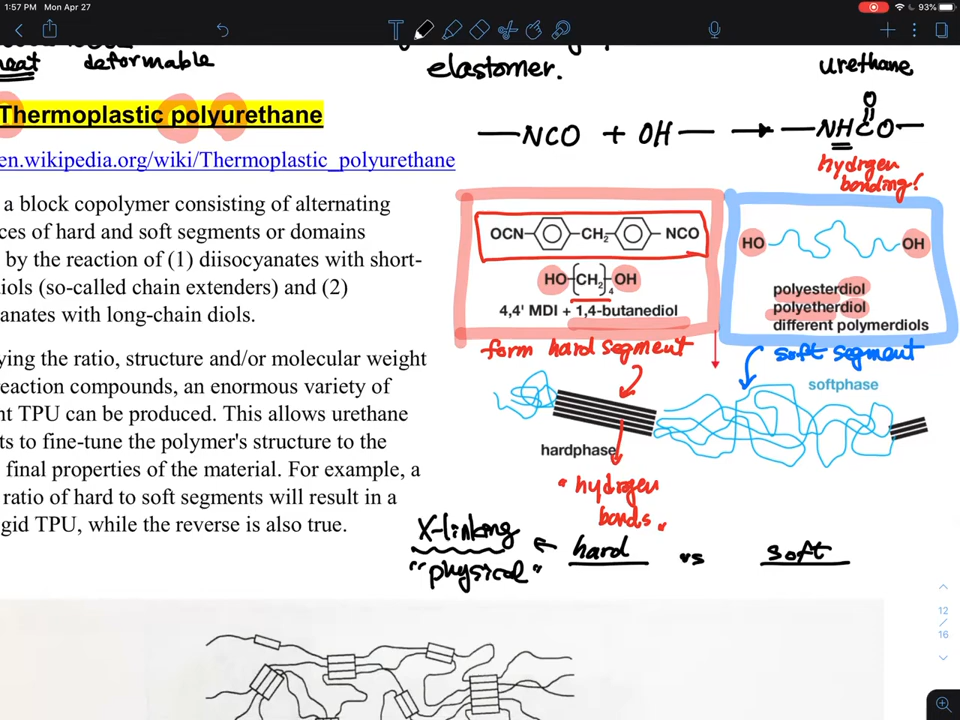 1:57 PM Mon Apr 27
93%
heat deformable
elastomer.
urethane
Thermoplastic polyurethane
en.wikipedia.org/wiki/Thermoplastic_polyurethane
a block copolymer consisting of alternating
ces of hard and soft segments or domains
by the reaction of (1) diisocyanates with short-
diols (so-called chain extenders) and (2)
anates with long-chain diols.
ying the ratio, structure and/or molecular weight
reaction compounds, an enormous variety of
nt TPU can be produced. This allows urethane
ts to fine-tune the polymer's structure to the
final properties of the material. For example, a
ratio of hard to soft segments will result in a
gid TPU, while the reverse is also true.
—NCO + OH— → —NHCO—
O
hydrogen
bonding!
OCN CH2 NCO
HO [CH2]4 OH
4,4' MDI + 1,4-butanediol
HO OH
polyesterdiol
polyetherdiol
different polymerdiols
form hard segment
soft segment
softphase
hardphase
"hydrogen
bonds"
X-linking ← hard vs soft
"physical"
12
/
16